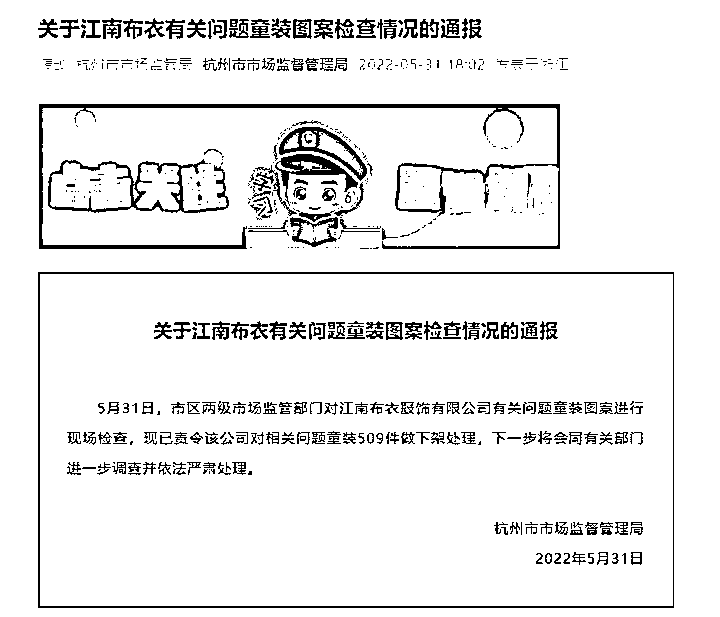 关于江南布衣有关问题童装图案检查情况的通报
杭州市市场监管局 杭州市市场监督管理局 2022-05-31 18:02 发表于浙江
点击关注
关于江南布衣有关问题童装图案检查情况的通报
5月31日，市区两级市场监管部门对江南布衣服饰有限公司有关问题童装图案进行
现场检查，现已责令该公司对相关问题童装509件做下架处理，下一步将会同有关部门
进一步调查并依法严肃处理。
杭州市市场监督管理局
2022年5月31日